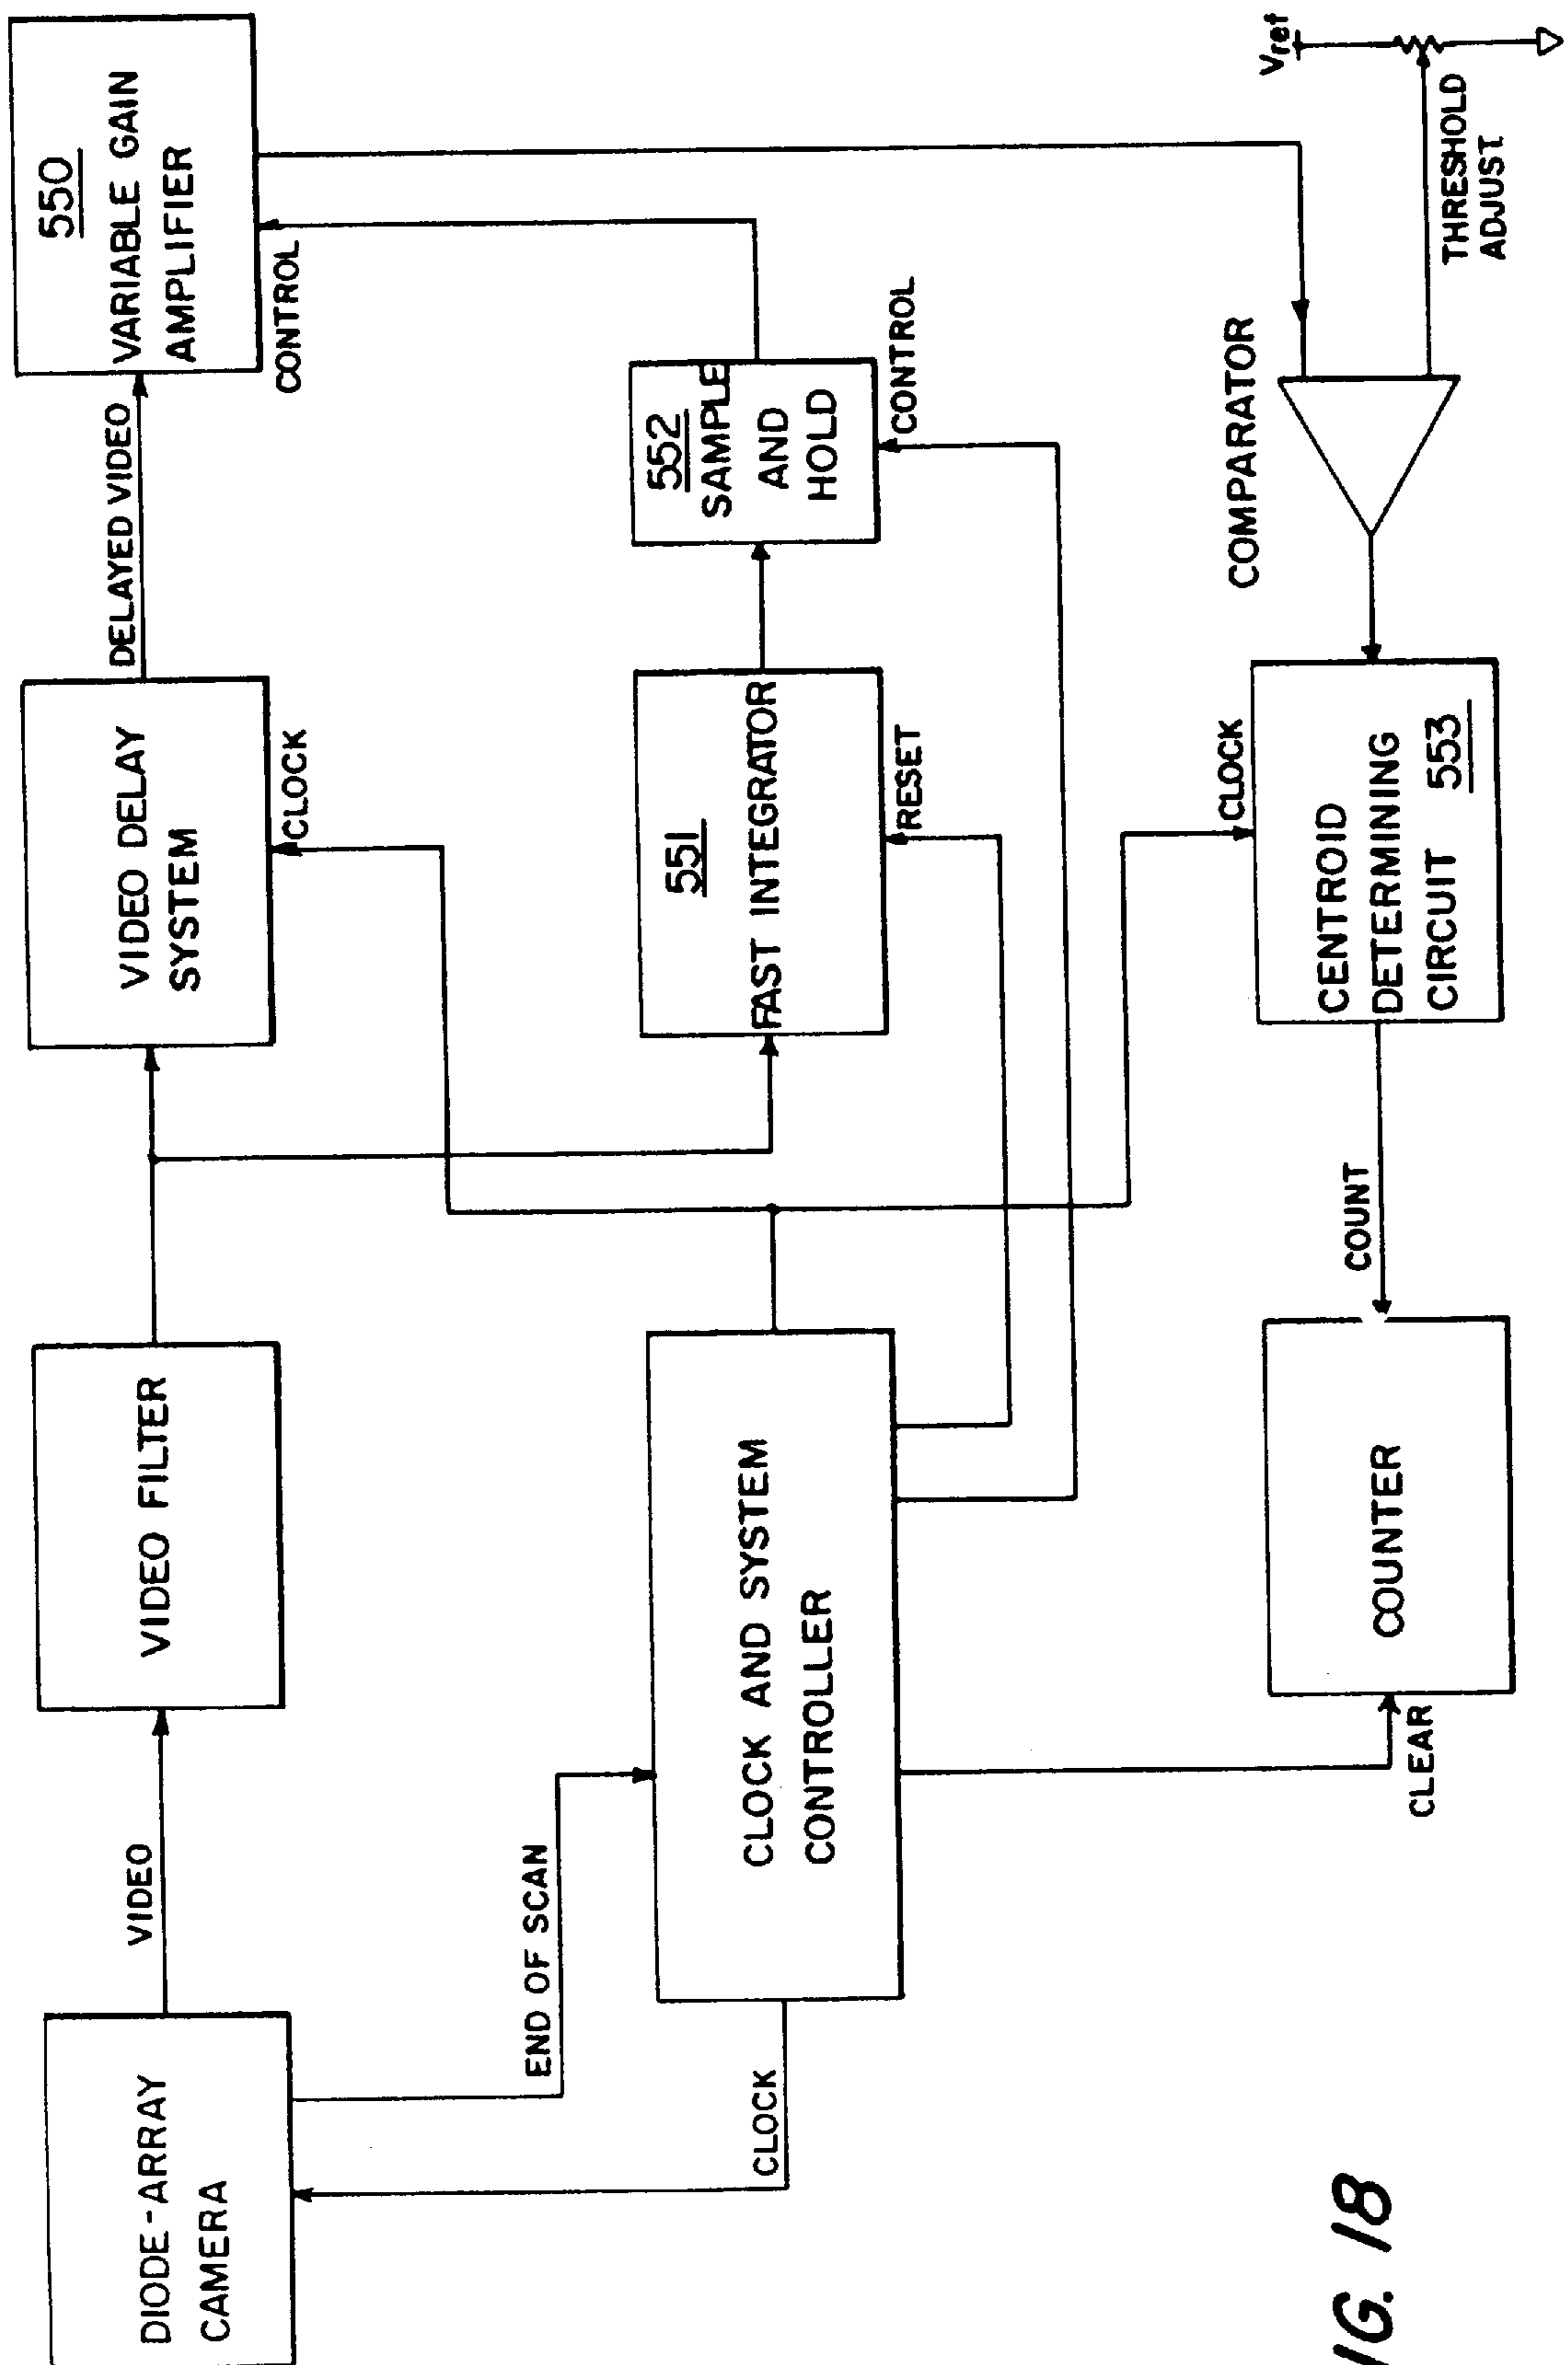 DIODE-ARRAY
CAMERA
VIDEO
VIDEO FILTER
VIDEO DELAY
SYSTEM
CLOCK
DELAYED VIDEO
550
VARIABLE GAIN
AMPLIFIER
CONTROL
END OF SCAN
CLOCK
CLOCK AND SYSTEM
CONTROLLER
551
FAST INTEGRATOR
RESET
552
SAMPLE
AND
HOLD
CONTROL
CLEAR
COUNTER
COUNT
CENTROID
DETERMINING
CIRCUIT 553
CLOCK
COMPARATOR
THRESHOLD
ADJUST
Vref
IG. 18